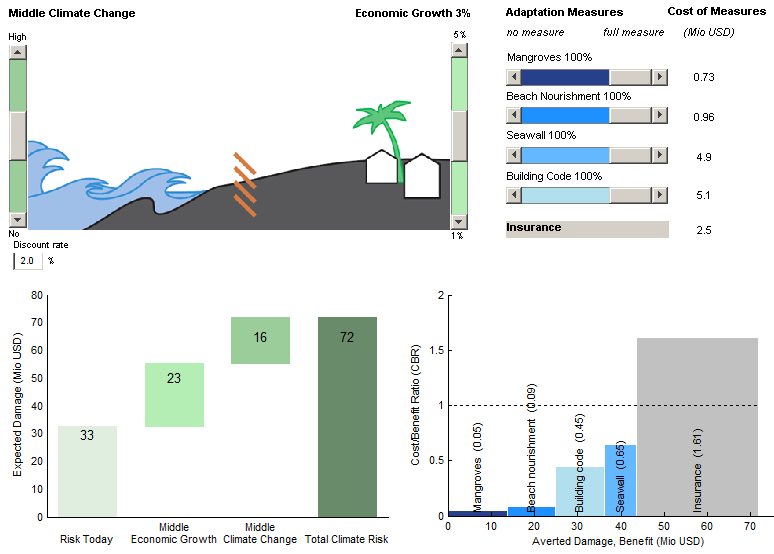 Middle Climate Change
Economic Growth 3%
Adaptation Measures
Cost of Measures
no measure
full measure
(Mio USD)
High
5%
Mangroves 100%
0.73
Beach Nourishment 100%
0.96
Seawall 100%
4.9
Building Code 100%
5.1
Insurance
2.5
No
1%
Discount rate
2.0 %
Expected Damage (Mio USD)
80
70
60
50
40
30
20
10
0
33
23
16
72
Risk Today
Middle
Economic Growth
Middle
Climate Change
Total Climate Risk
Cost/Benefit Ratio (CBR)
2
1.5
1
0.5
0
Mangroves (0.05)
Beach nourishment (0.09)
Building code (0.45)
Seawall (0.65)
Insurance (1.61)
0 10 20 30 40 50 60 70
Averted Damage, Benefit (Mio USD)